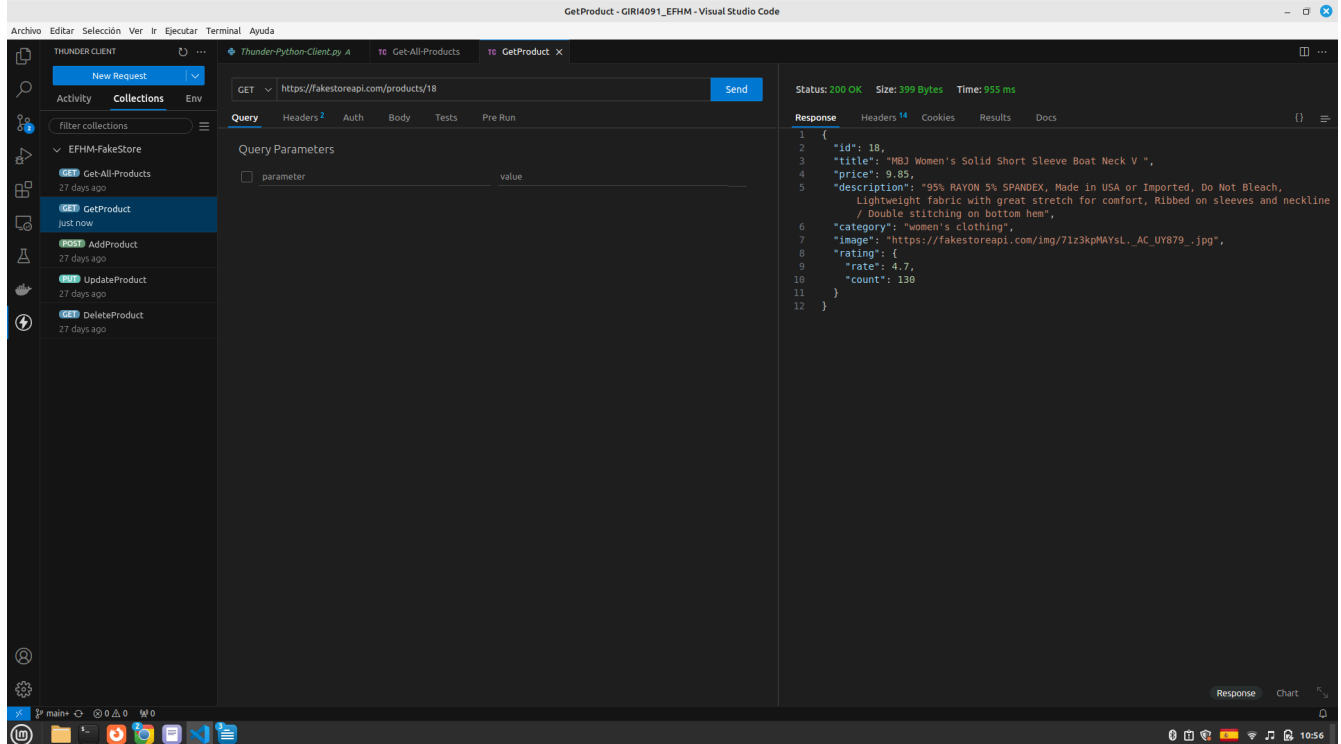 GetProduct - GIRI4091_EFHM - Visual Studio Code
Archivo Editar Selección Ver Ir Ejecutar Terminal Ayuda
THUNDER CLIENT
Thunder-Python-Client.py A
TC Get-All-Products
TC GetProduct
New Request
Activity Collections Env
filter collections
EFHM-FakeStore
GET Get-All-Products
27 days ago
GET GetProduct
just now
POST AddProduct
27 days ago
PUT UpdateProduct
27 days ago
GET DeleteProduct
27 days ago
GET https://fakestoreapi.com/products/18 Send
Query Headers 2 Auth Body Tests Pre Run
Query Parameters
parameter value
Status: 200 OK Size: 399 Bytes Time: 955 ms
Response Headers 14 Cookies Results Docs {}
1 {
2 "id": 18,
3 "title": "MBJ Women's Solid Short Sleeve Boat Neck V ",
4 "price": 9.85,
5 "description": "95% RAYON 5% SPANDEX, Made in USA or Imported, Do Not Bleach,
Lightweight fabric with great stretch for comfort, Ribbed on sleeves and neckline
/ Double stitching on bottom hem",
6 "category": "women's clothing",
7 "image": "https://fakestoreapi.com/img/71z3kpMAYsL._AC_UY879_.jpg",
8 "rating": {
9 "rate": 4.7,
10 "count": 130
11 }
12 }
Response Chart
main+ 0 0 0
10:56